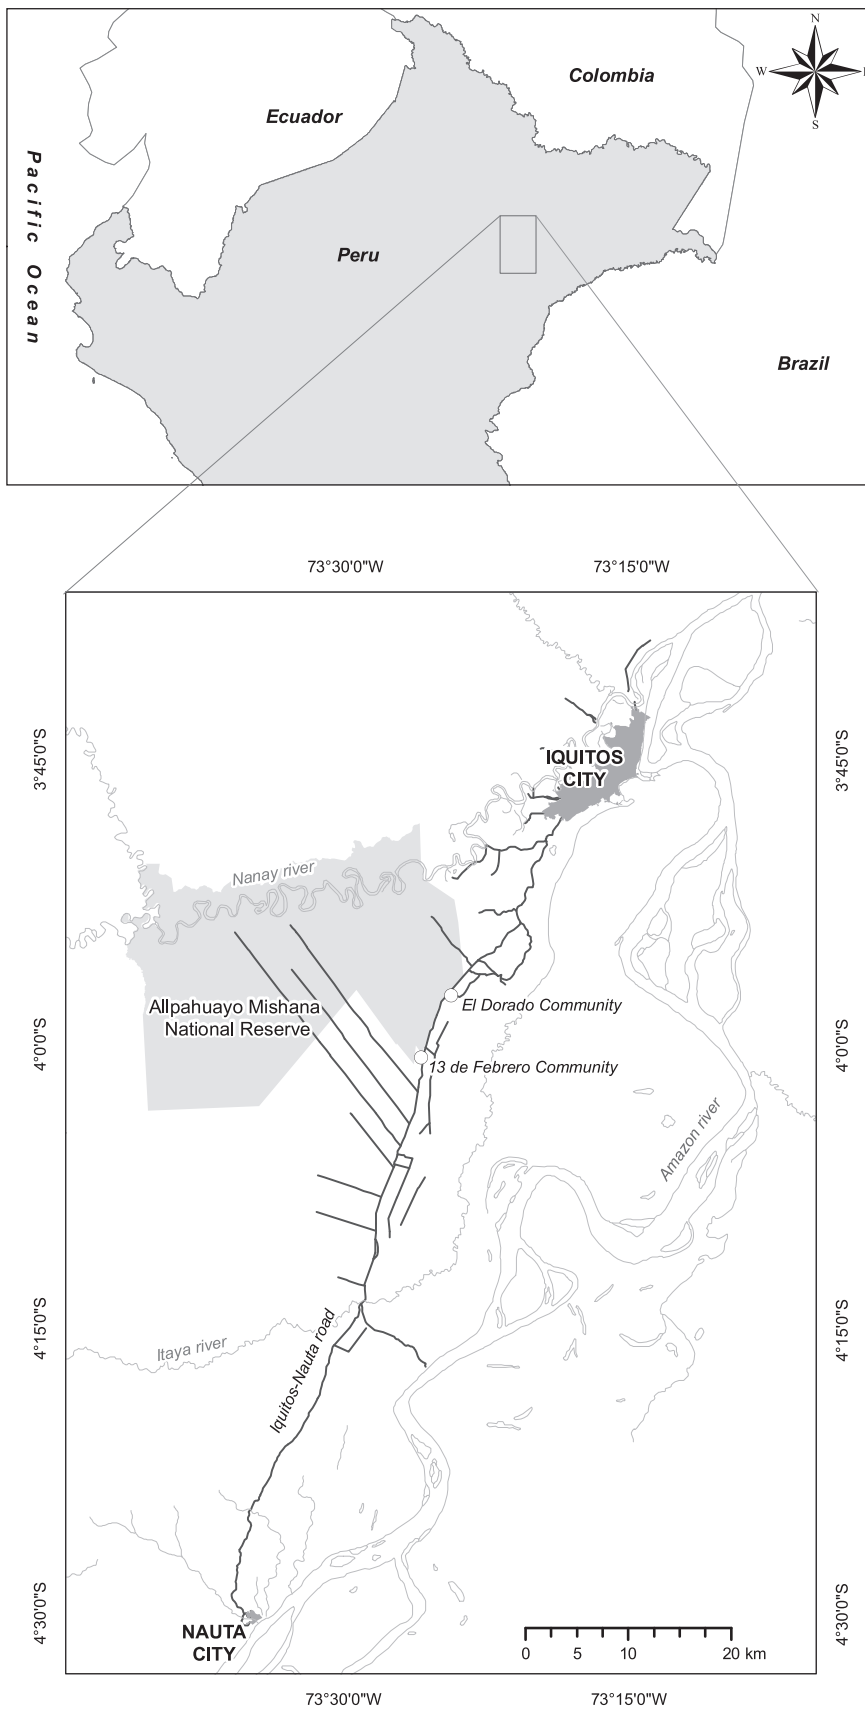 N
Colombia
W
S
Ecuador
Pacific Ocean
Peru
Brazil
73°30'0"W
73°15'0"W
3°45'0"S
3°45'0"S
IQUITOS
CITY
Nanay river
Allpahuayo Mishana
National Reserve
El Dorado Community
4°0'0"S
4°0'0"S
13 de Febrero Community
Amazon river
4°15'0"S
4°15'0"S
Itaya river
Iquitos-Nauta road
4°30'0"S
4°30'0"S
NAUTA
CITY
0 5 10 20 km
73°30'0"W
73°15'0"W